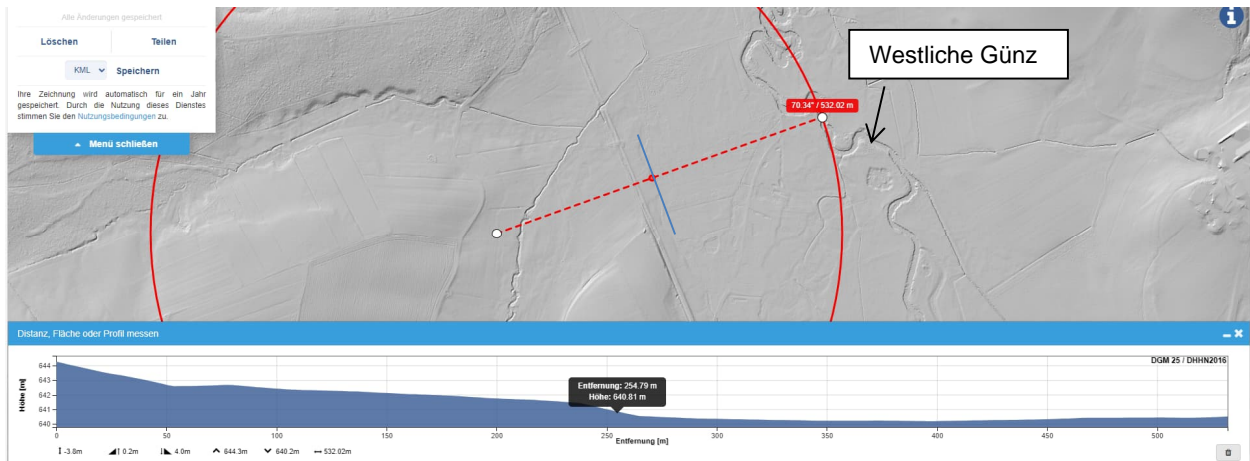 Alle Änderungen gespeichert
Löschen Teilen
KML Speichern
Ihre Zeichnung wird automatisch für ein Jahr
gespeichert. Durch die Nutzung dieses Dienstes
stimmen Sie den Nutzungsbedingungen zu.
Menü schließen
Westliche Günz
70.34° / 532.02 m
Distanz, Fläche oder Profil messen
DGM 25 / DHHN2016
Höhe [m]
644
643
642
641
640
Entfernung: 254.79 m
Höhe: 640.81 m
0 50 100 150 200 250 300 350 400 450 500
Entfernung [m]
-3.8m 0.2m 4.0m 644.3m 640.2m 532.02m